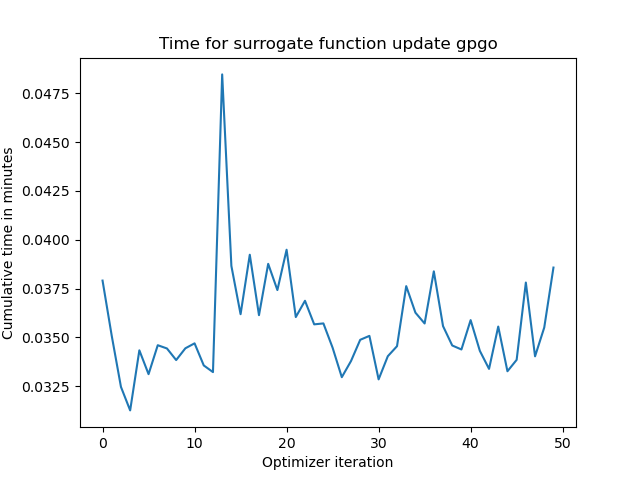 Time for surrogate function update gpgo
Cumulative time in minutes
0.0475
0.0450
0.0425
0.0400
0.0375
0.0350
0.0325
0 10 20 30 40 50
Optimizer iteration